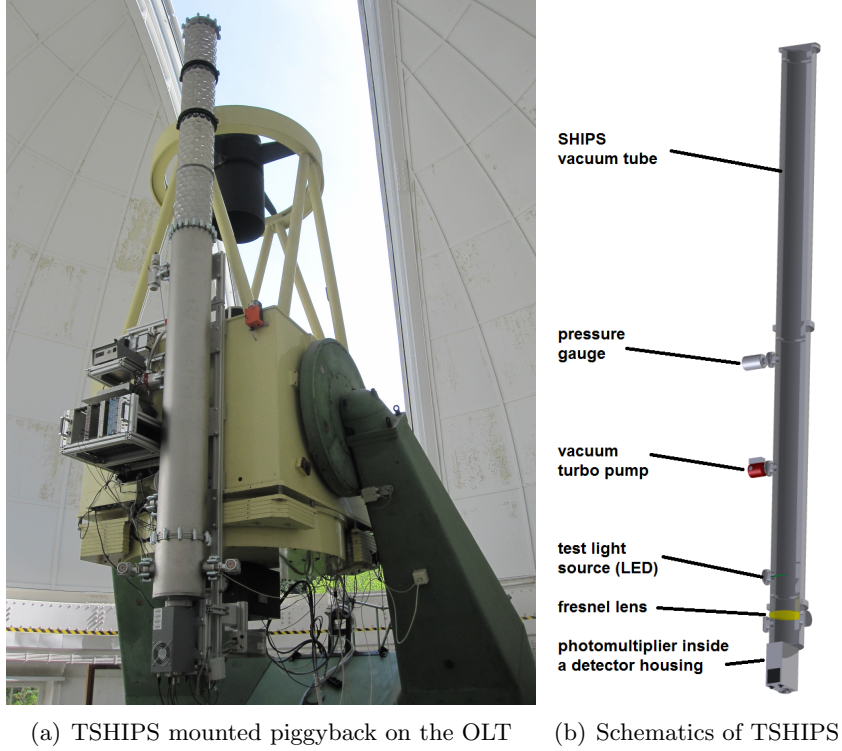 SHIPS
vacuum tube
pressure
gauge
vacuum
turbo pump
test light
source (LED)
fresnel lens
photomultiplier inside
a detector housing
(a) TSHIPS mounted piggyback on the OLT
(b) Schematics of TSHIPS